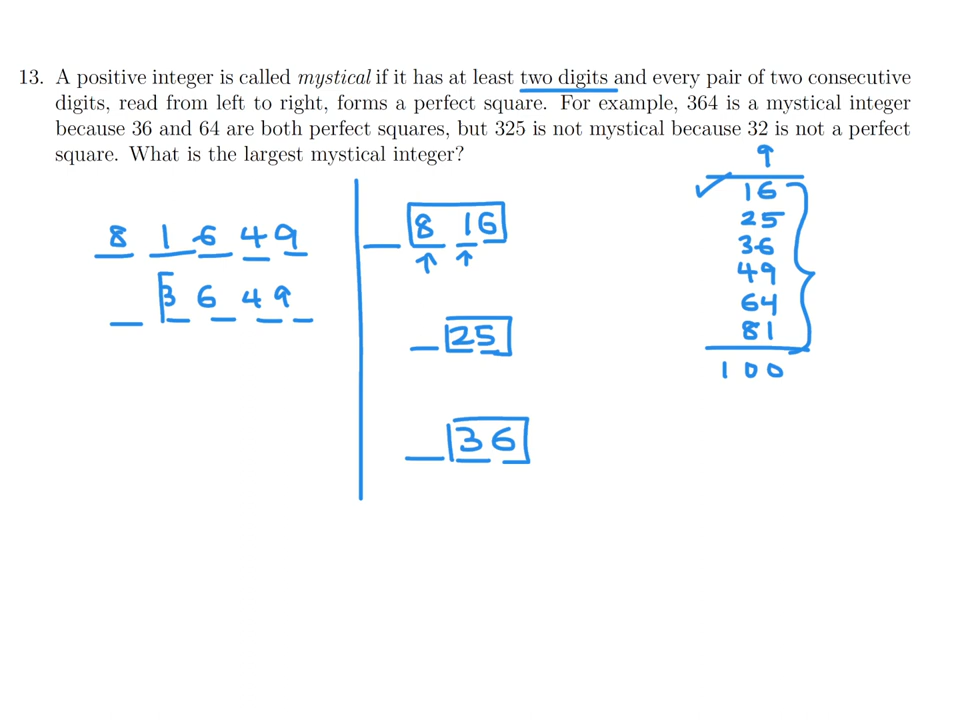 13. A positive integer is called mystical if it has at least two digits and every pair of two consecutive
digits, read from left to right, forms a perfect square. For example, 364 is a mystical integer
because 36 and 64 are both perfect squares, but 325 is not mystical because 32 is not a perfect
square. What is the largest mystical integer?
9
16
25
36
49
64
81
100
8 1 6 4 9
3 6 4 9
8 16
25
36